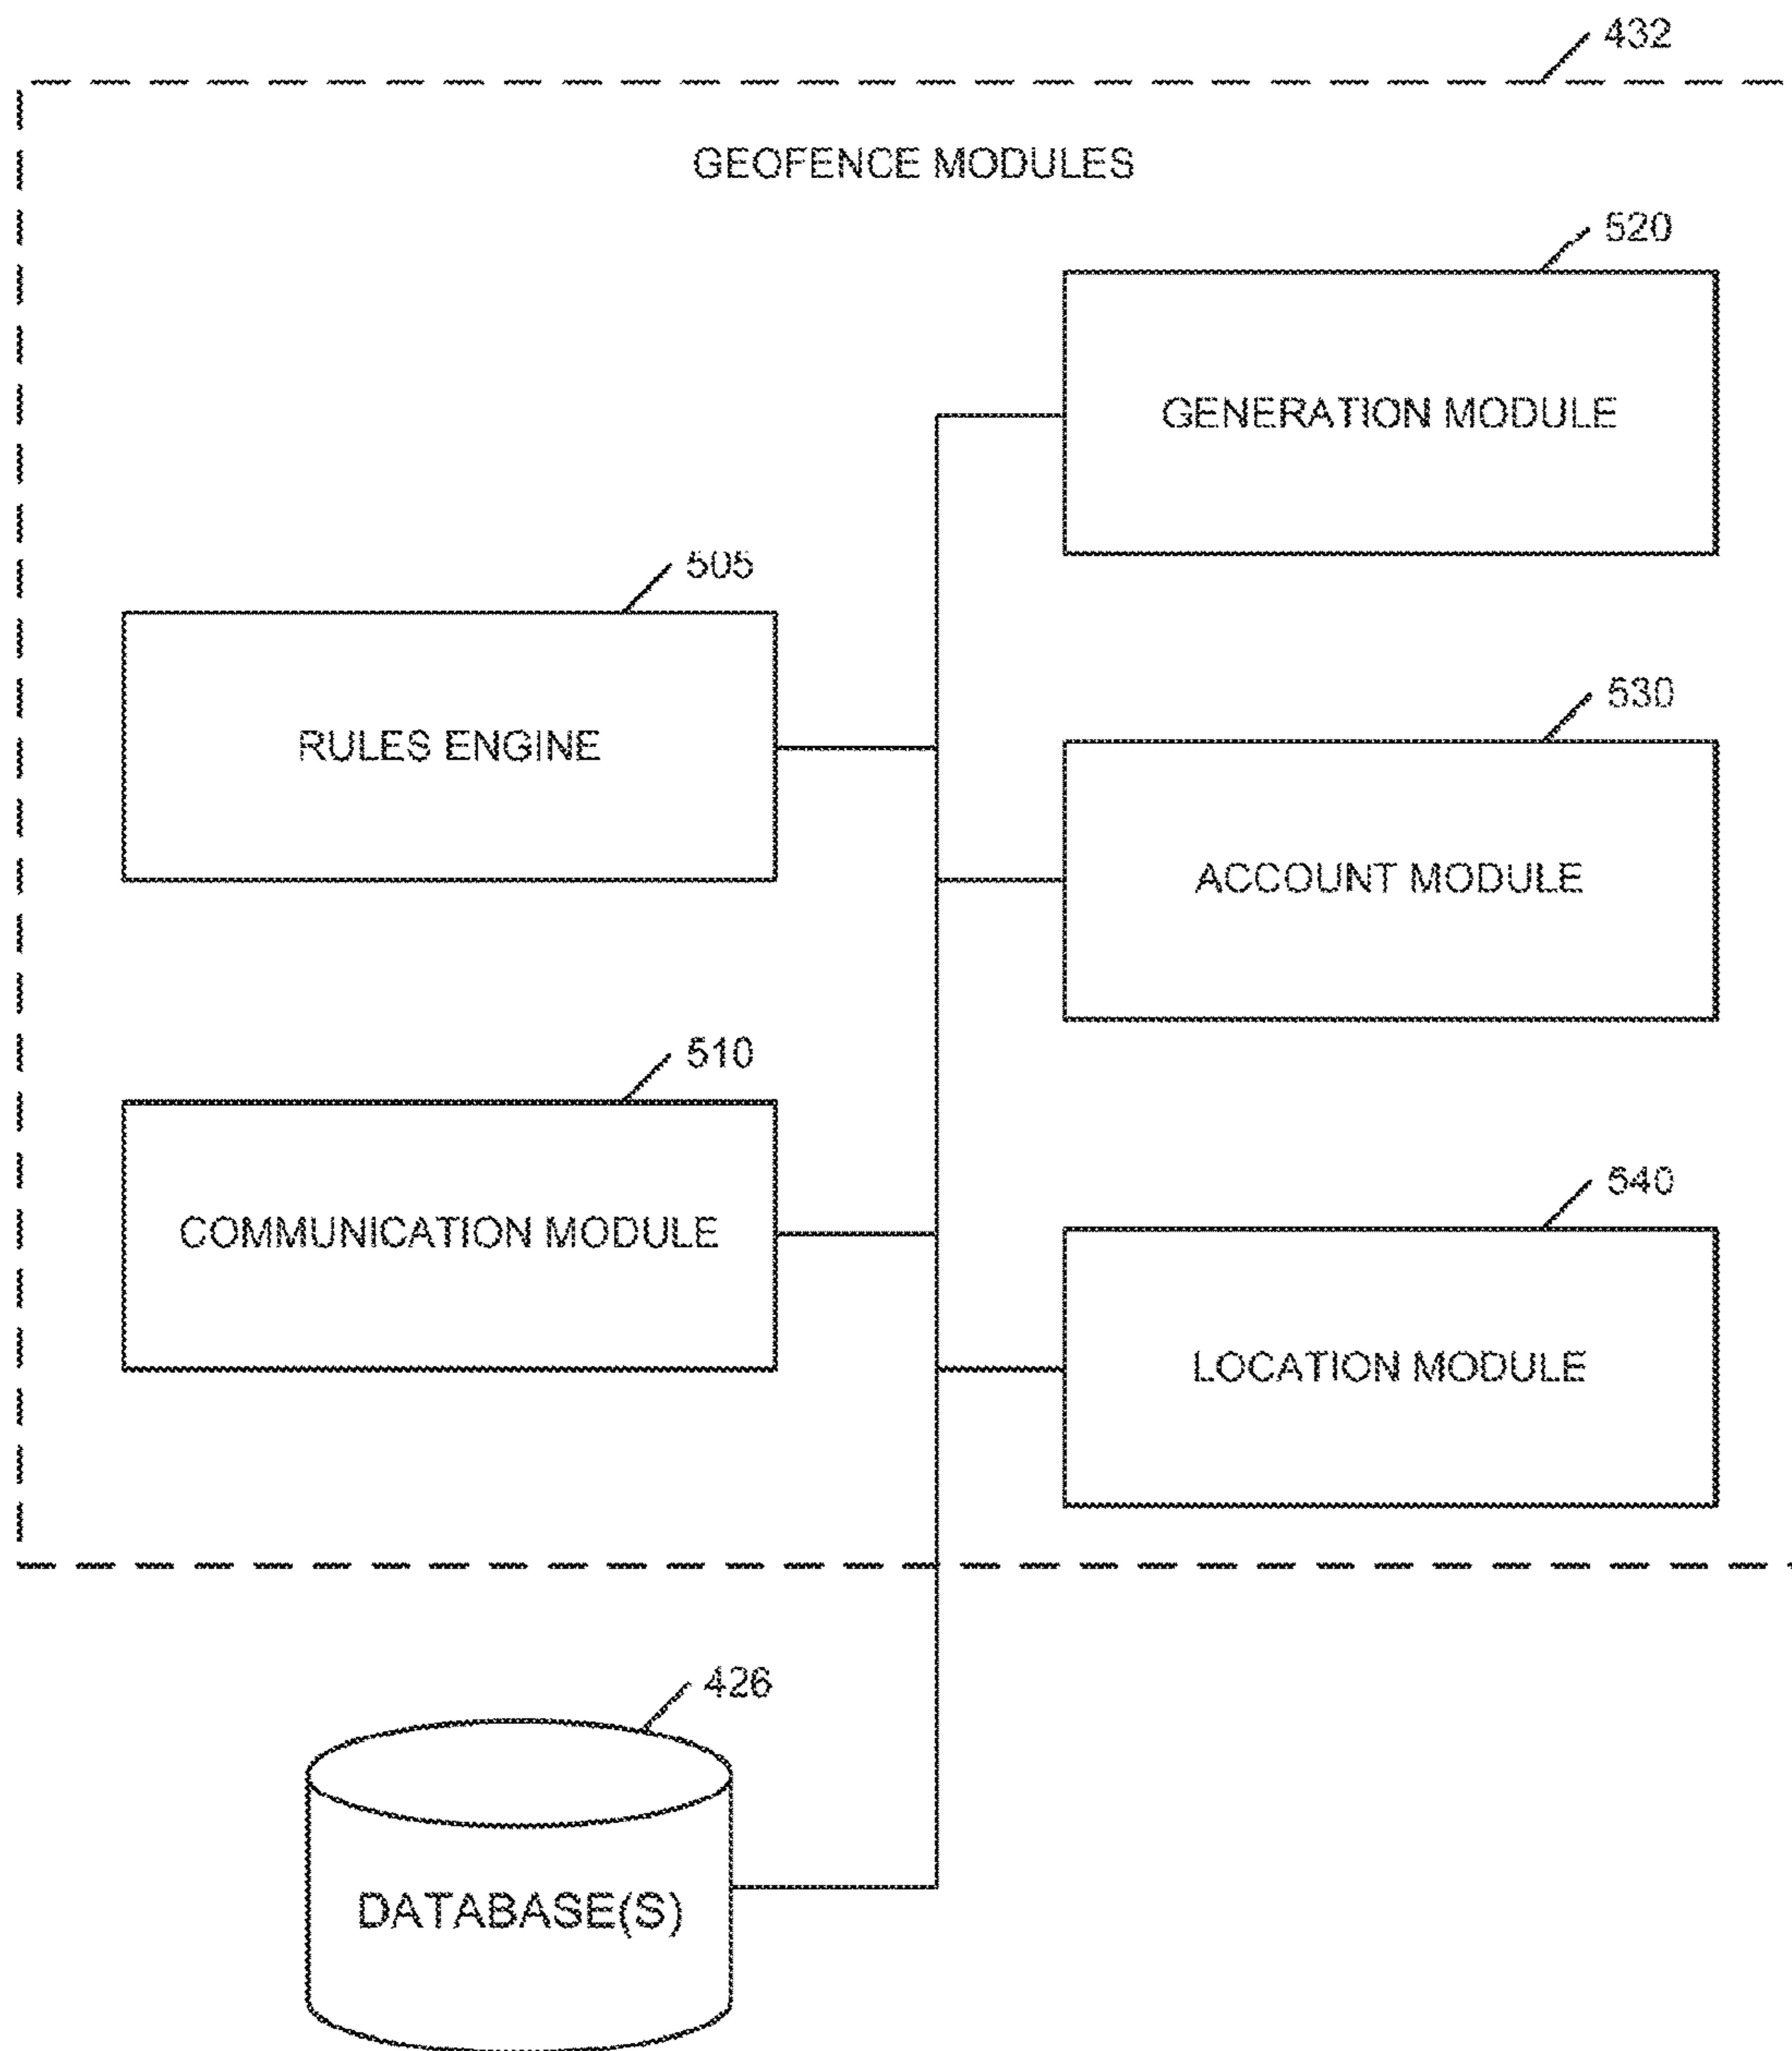 432
GEOFENCE MODULES
520
GENERATION MODULE
505
RULES ENGINE
530
ACCOUNT MODULE
510
COMMUNICATION MODULE
540
LOCATION MODULE
426
DATABASE(S)